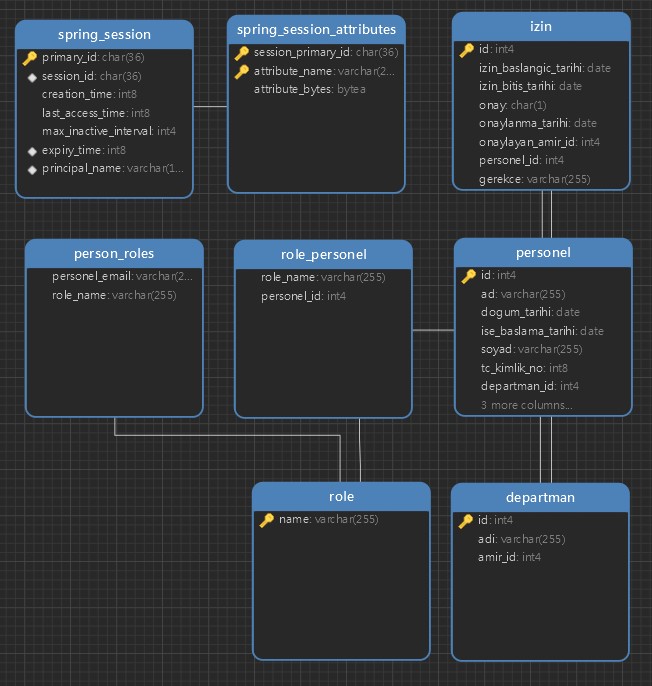 spring_session
primary_id: char(36)
session_id: char(36)
creation_time: int8
last_access_time: int8
max_inactive_interval: int4
expiry_time: int8
principal_name: varchar(1...
spring_session_attributes
session_primary_id: char(36)
attribute_name: varchar(2...
attribute_bytes: bytea
izin
id: int4
izin_baslangic_tarihi: date
izin_bitis_tarihi: date
onay: char(1)
onaylanma_tarihi: date
onaylayan_amir_id: int4
personel_id: int4
gerekce: varchar(255)
person_roles
personel_email: varchar(2...
role_name: varchar(255)
role_personel
role_name: varchar(255)
personel_id: int4
personel
id: int4
ad: varchar(255)
dogum_tarihi: date
ise_baslama_tarihi: date
soyad: varchar(255)
tc_kimlik_no: int8
departman_id: int4
3 more columns...
role
name: varchar(255)
departman
id: int4
adi: varchar(255)
amir_id: int4